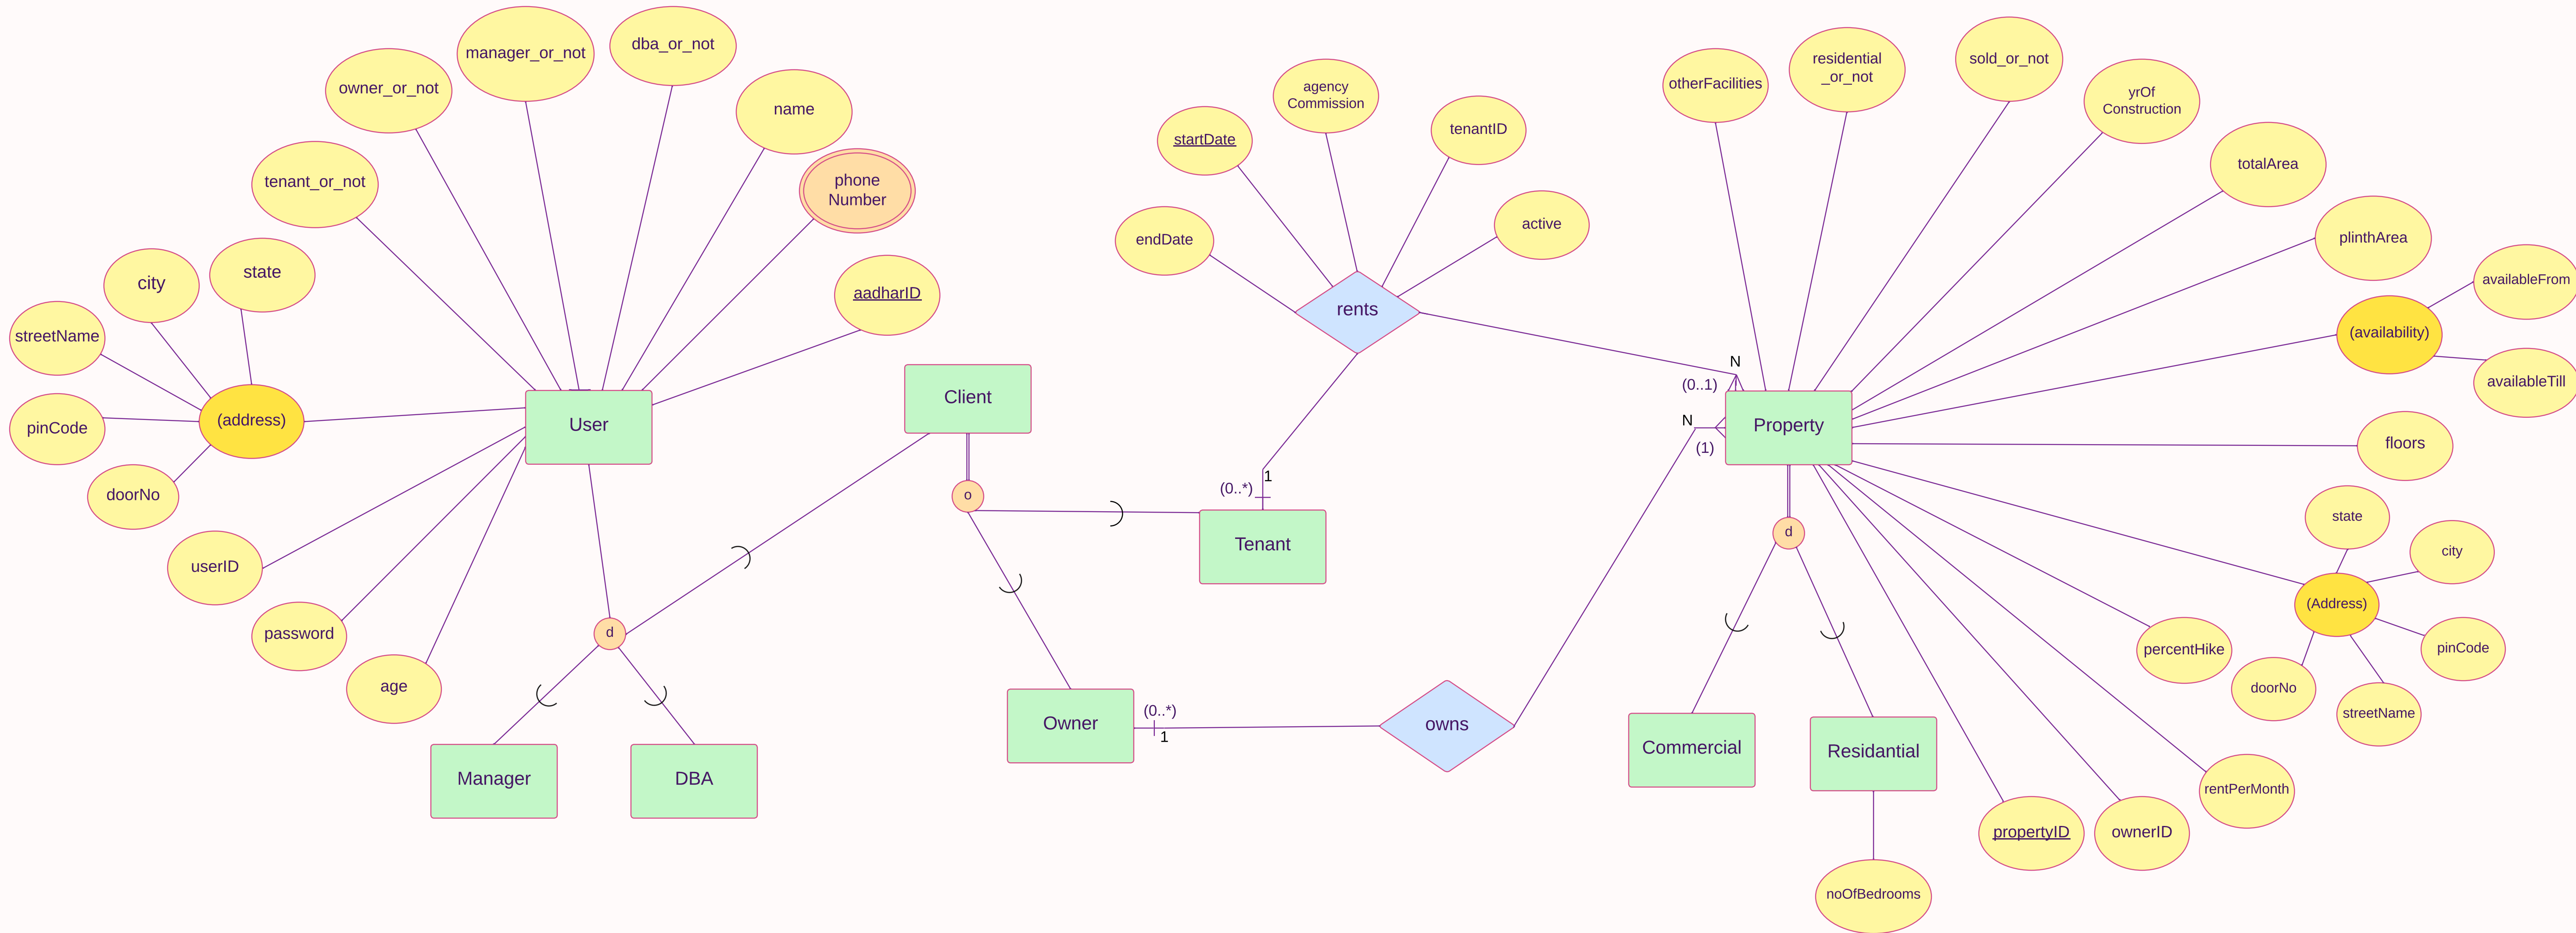 manager_or_not
dba_or_not
owner_or_not
name
tenant_or_not
phone
Number
city
state
aadharID
streetName
(address)
pinCode
doorNo
User
userID
password
age
d
Manager
DBA
Client
o
Tenant
Owner
agency
Commission
startDate
tenantID
endDate
active
rents
1
(0..*)
(0..*)
1
owns
N
(0..1)
N
(1)
Property
otherFacilities
residential
_or_not
sold_or_not
yrOf
Construction
totalArea
plinthArea
availableFrom
(availability)
availableTill
floors
state
city
(Address)
pinCode
doorNo
streetName
percentHike
rentPerMonth
ownerID
propertyID
d
Commercial
Residantial
noOfBedrooms